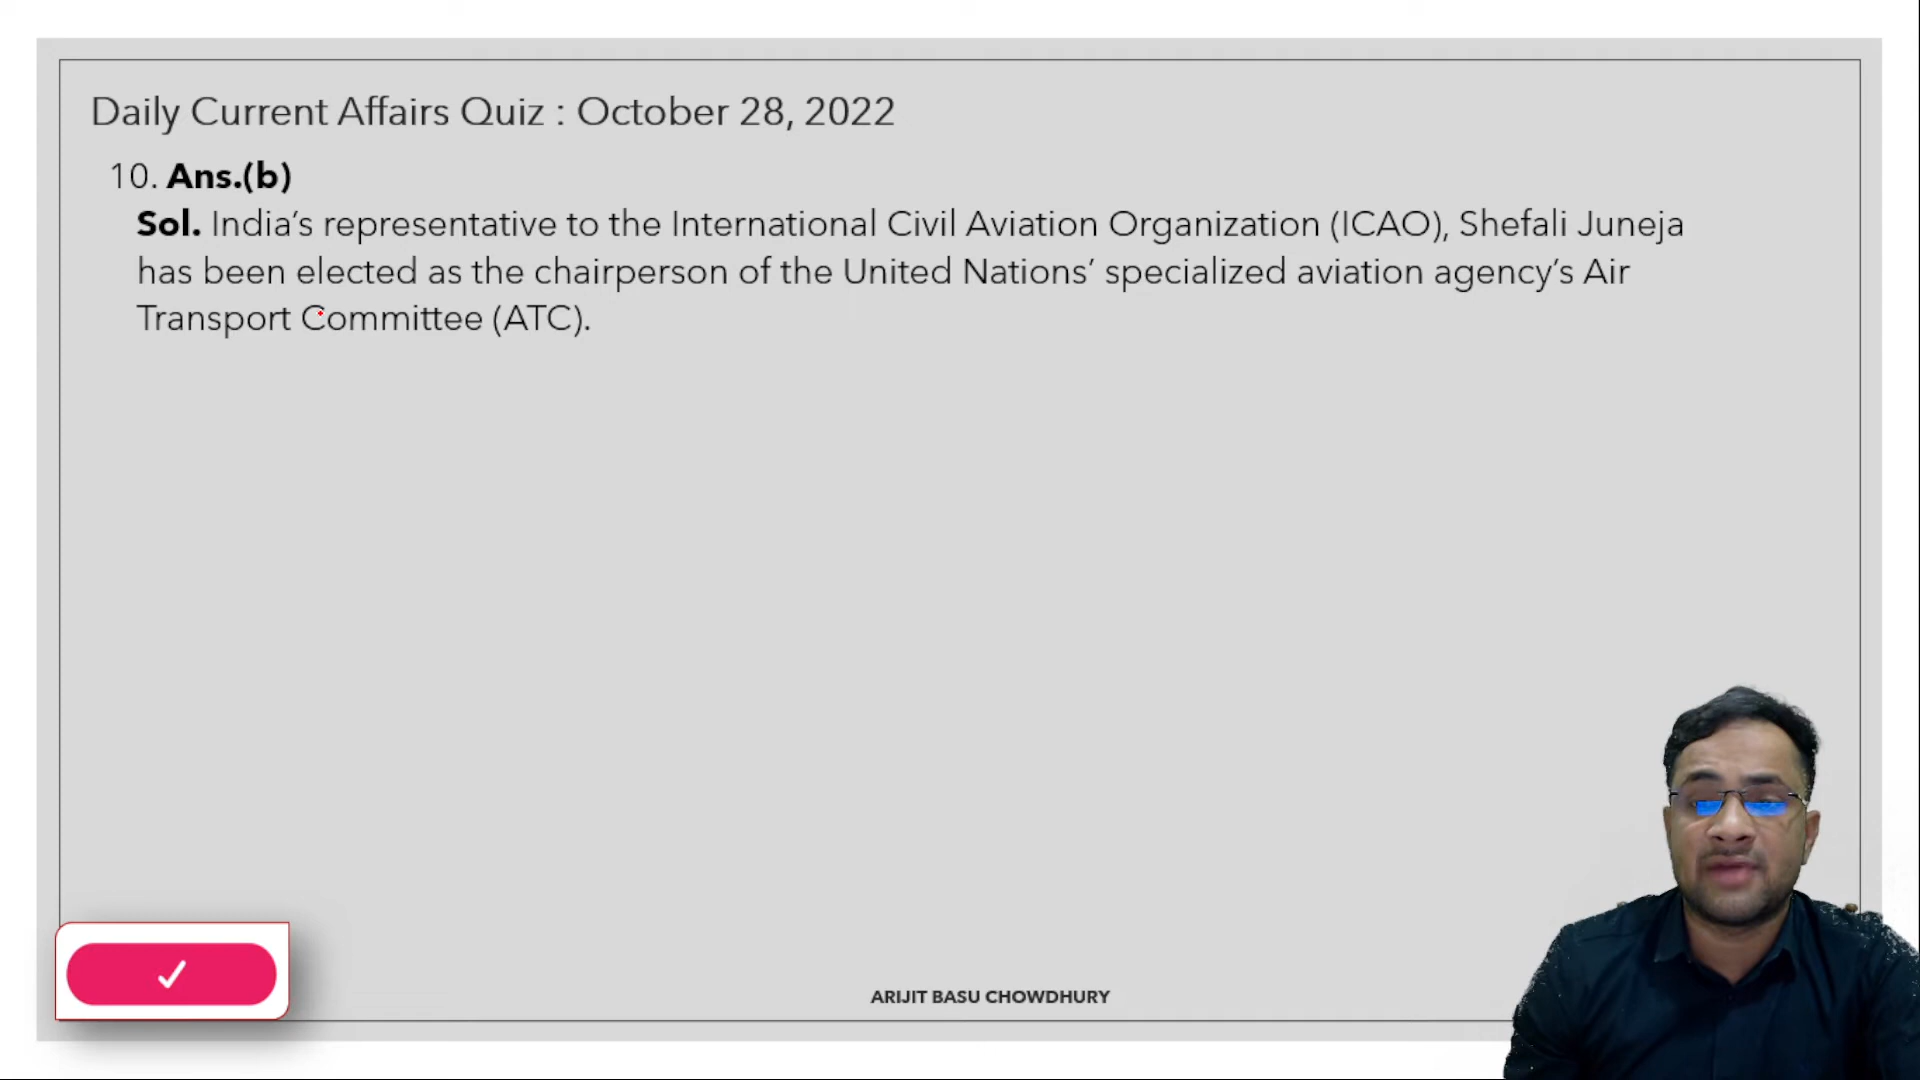 Daily Current Affairs Quiz : October 28, 2022
10. Ans.(b)
Sol. India’s representative to the International Civil Aviation Organization (ICAO), Shefali Juneja
has been elected as the chairperson of the United Nations’ specialized aviation agency’s Air
Transport Committee (ATC).
ARIJIT BASU CHOWDHURY